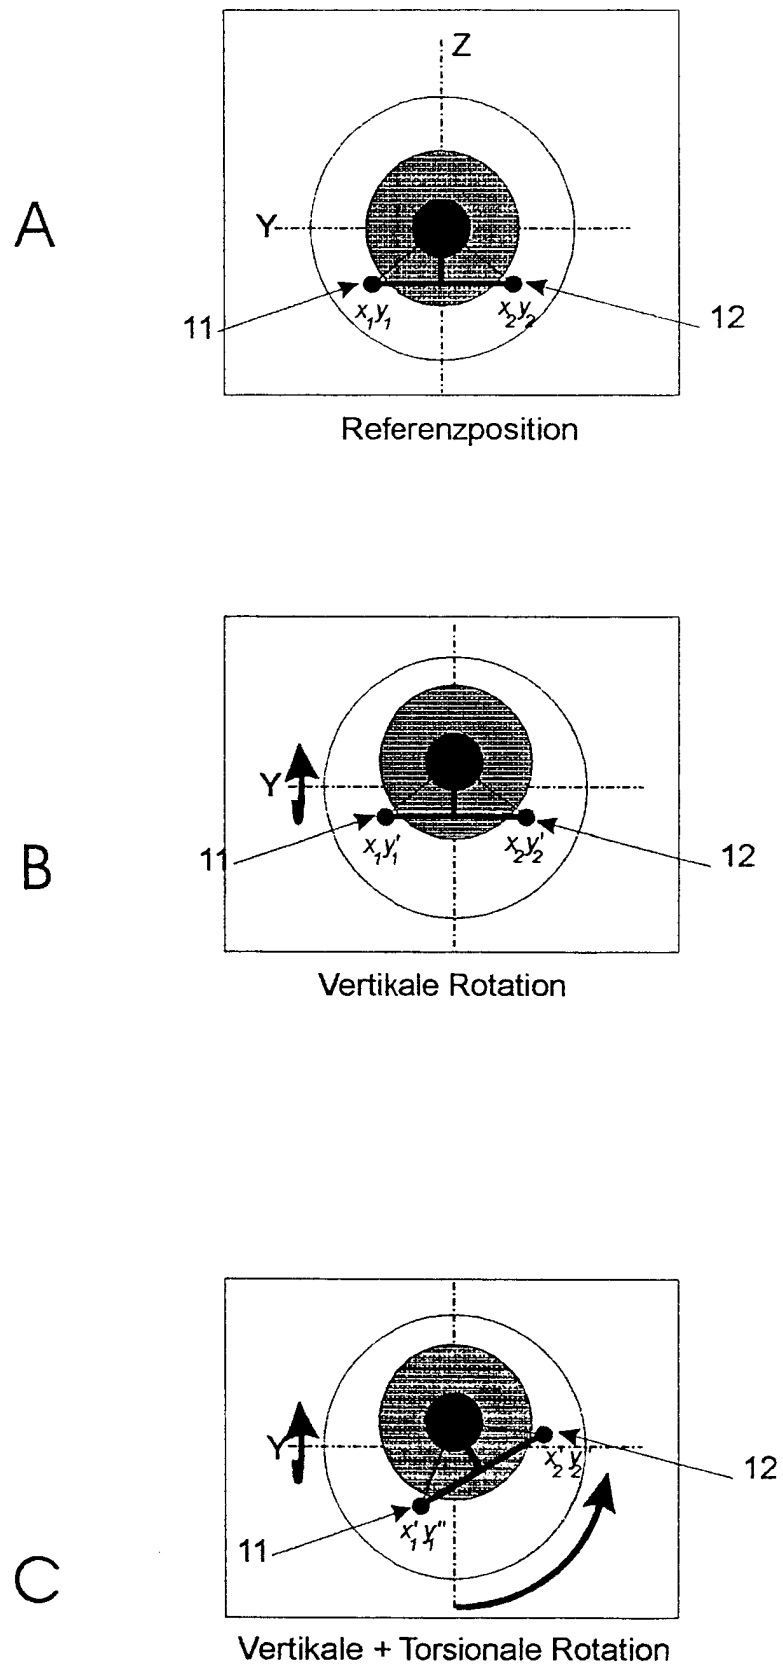 Z
A
Y
x₁y₁
x₂y₂
11
12
Referenzposition
Y
x₁y₁'
x₂y₂'
11
12
B
Vertikale Rotation
Y
x₂' y₂''
12
x₁'y₁''
11
C
Vertikale + Torsionale Rotation